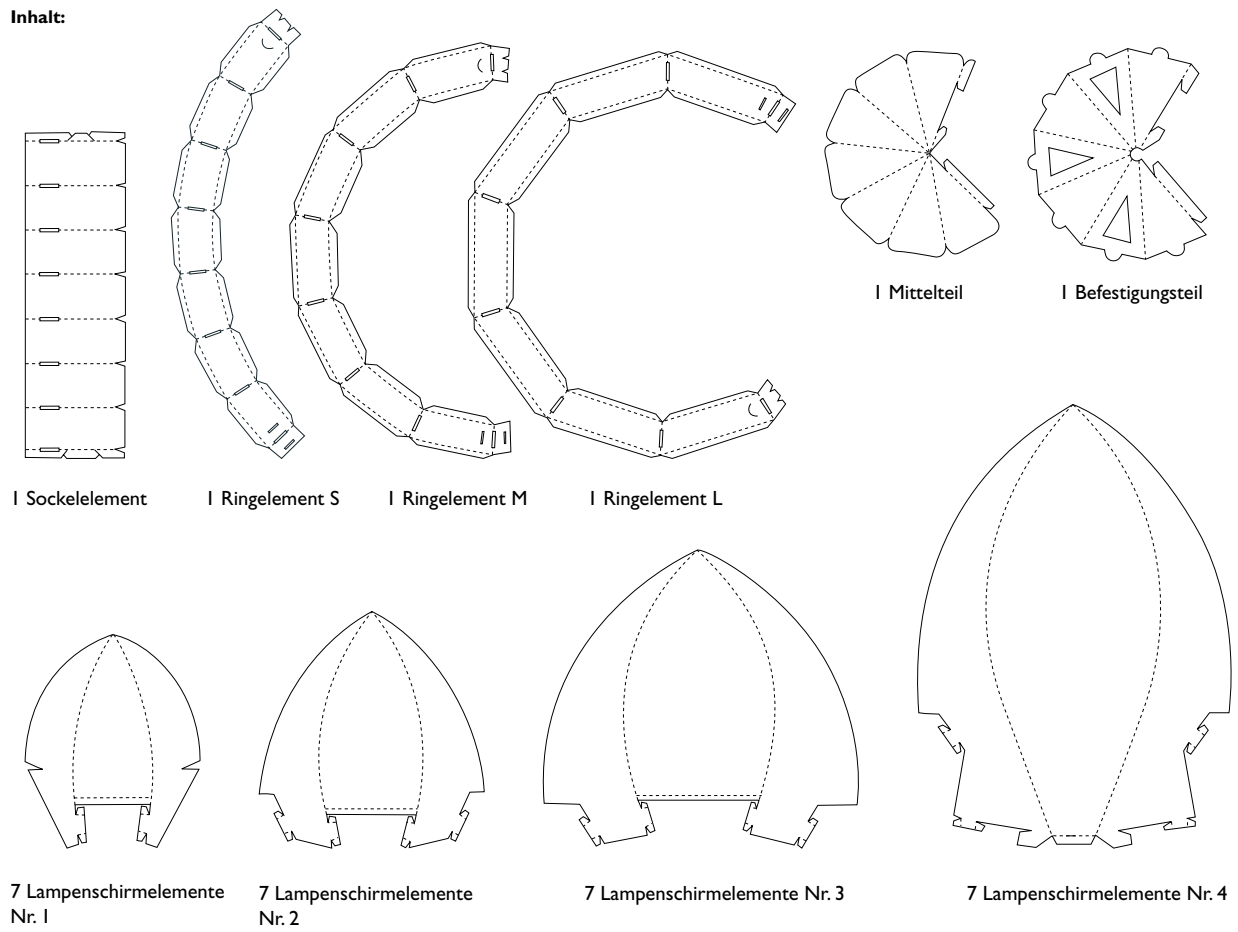 Inhalt:
1 Mittelteil
1 Befestigungsteil
1 Sockelelement
1 Ringelement S
1 Ringelement M
1 Ringelement L
7 Lampenschirmelemente
Nr. 1
7 Lampenschirmelemente
Nr. 2
7 Lampenschirmelemente Nr. 3
7 Lampenschirmelemente Nr. 4